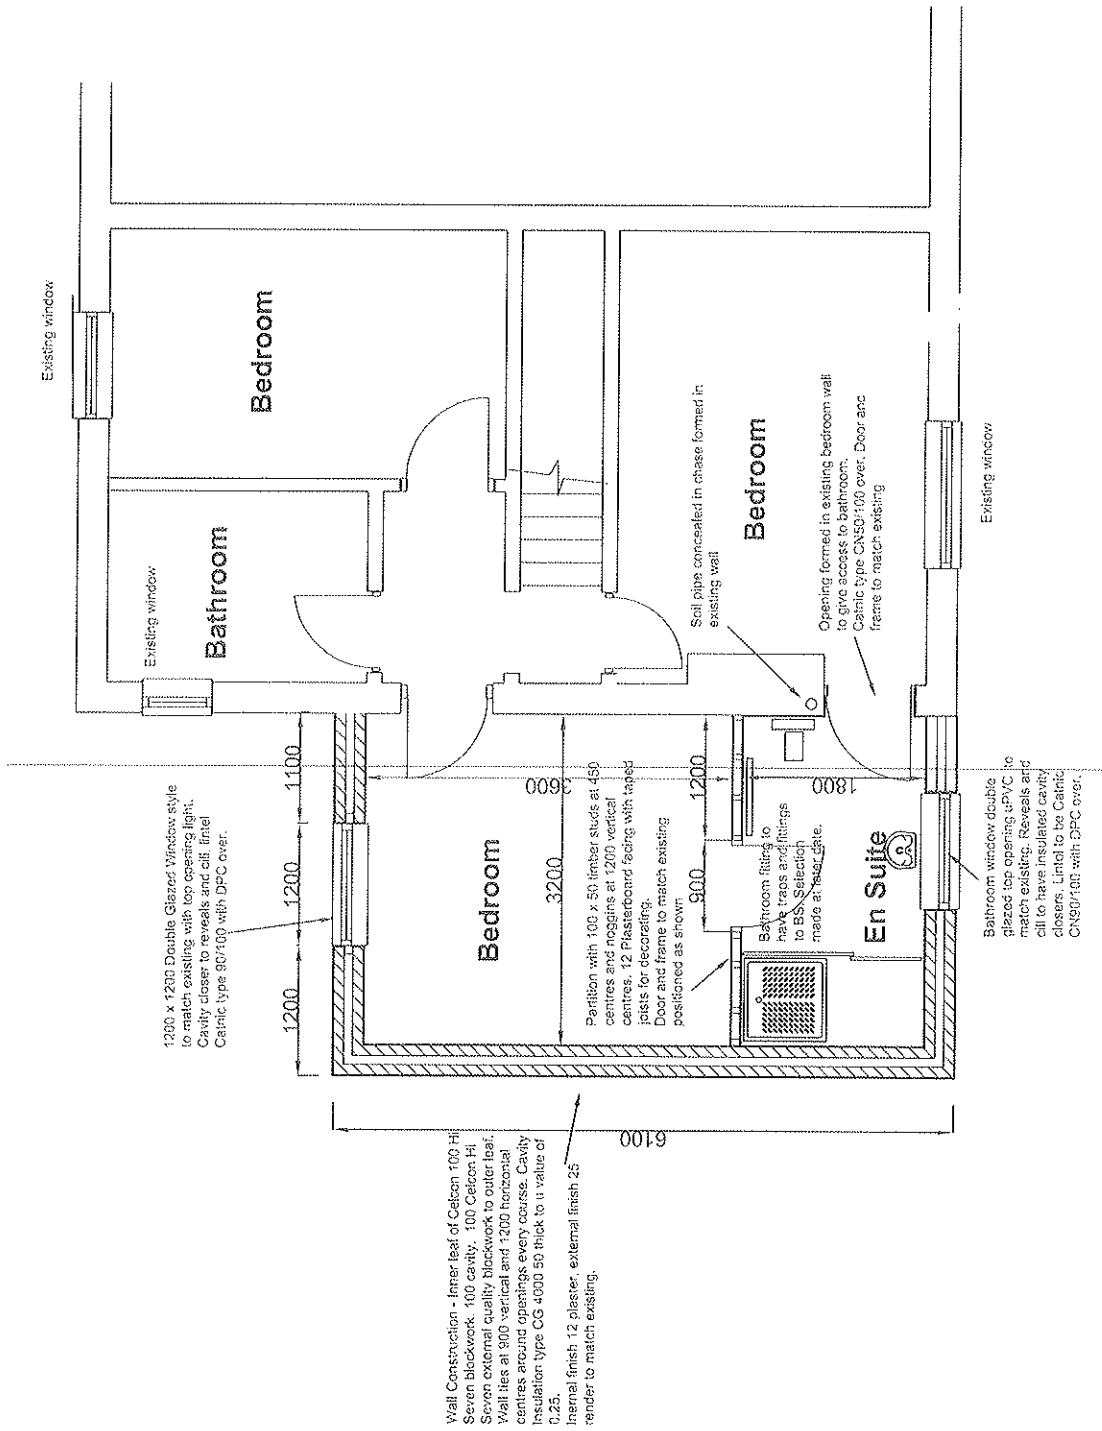 Existing window
Bedroom
Existing window
Bathroom
1200 x 1200 Double Glazed Window style
to match existing with top opening light.
Cavity closer to reveals and cill. lintel
Catnic type 90/100 with DPC over.
1100
1200
1200
Bedroom
Soil pipe concealed in chase formed in
existing wall
Opening formed in existing bedroom wall
to give access to bathroom.
Catnic type CN50/100 over. Door and
frame to match existing
Existing window
Bedroom
3600
3200
Partition with 100 x 50 timber studs at 450
centres and noggins at 1200 vertical
centres. 12 Plasterboard facing with taped
joists for decorating.
Door and frame to match existing
positioned as shown
1200
900
1800
Bathroom fitting to
have traps and fittings
to BS. Selection
made at later date.
En Suite
Bathroom window double
glazed top opening uPVC to
match existing. Reveals and
cill to have insulated cavity
closers. Lintol to be Catnic
CN90/100 with DPC over.
6100
Wall Construction - Inner leaf of Celcon 100 Hi
Seven blockwork. 100 cavity. 100 Celcon Hi
Seven external quality blockwork to outer leaf.
Wall ties at 900 vertical and 1200 horizontal
centres around openings every course. Cavity
Insulation type CG 4000 50 thick to u value of
0.25.
Inernal finish 12 plaster, external finish 25
render to match existing.